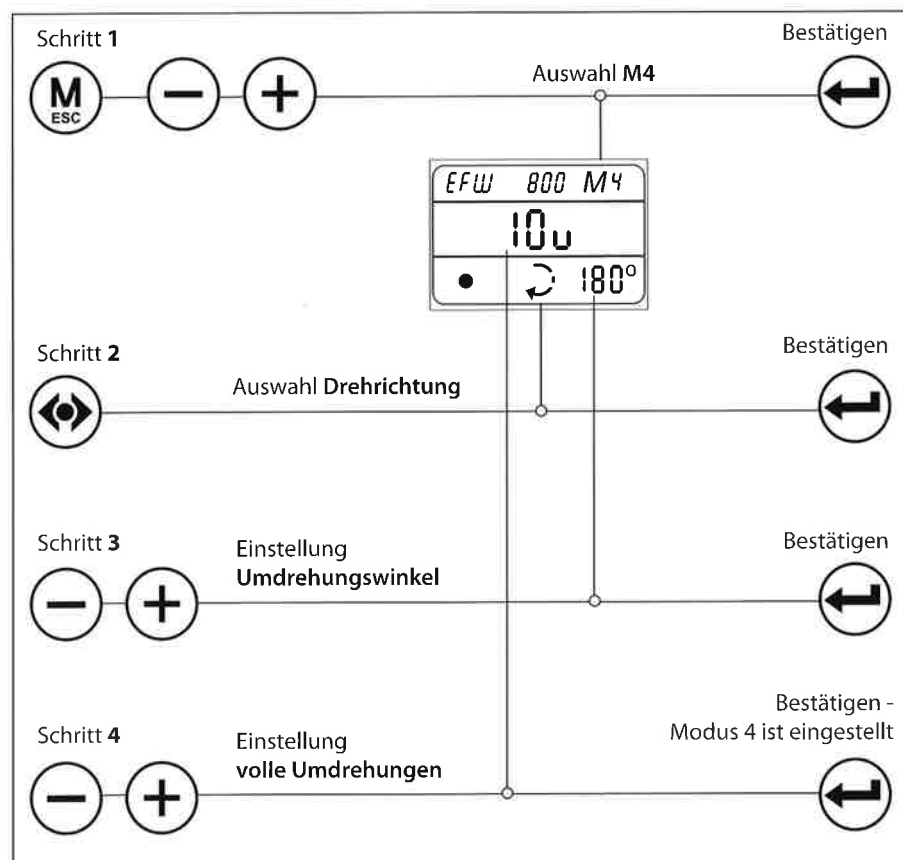 Schritt 1
Bestätigen
M
ESC
Auswahl M4
EFW 800 M4
10u
180°
Schritt 2
Bestätigen
Auswahl Drehrichtung
Schritt 3
Bestätigen
Einstellung
Umdrehungswinkel
Schritt 4
Bestätigen -
Modus 4 ist eingestellt
Einstellung
volle Umdrehungen